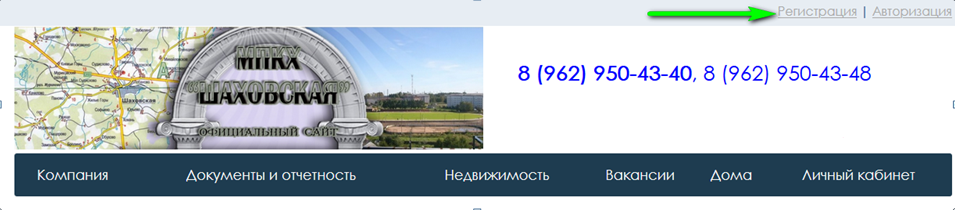 Регистрация | Авторизация
МПКХ
"ШАХОВСКАЯ"
ОФИЦИАЛЬНЫЙ САЙТ
8 (962) 950-43-40, 8 (962) 950-43-48
Шаховская
Компания Документы и отчетность Недвижимость Вакансии Дома Личный кабинет